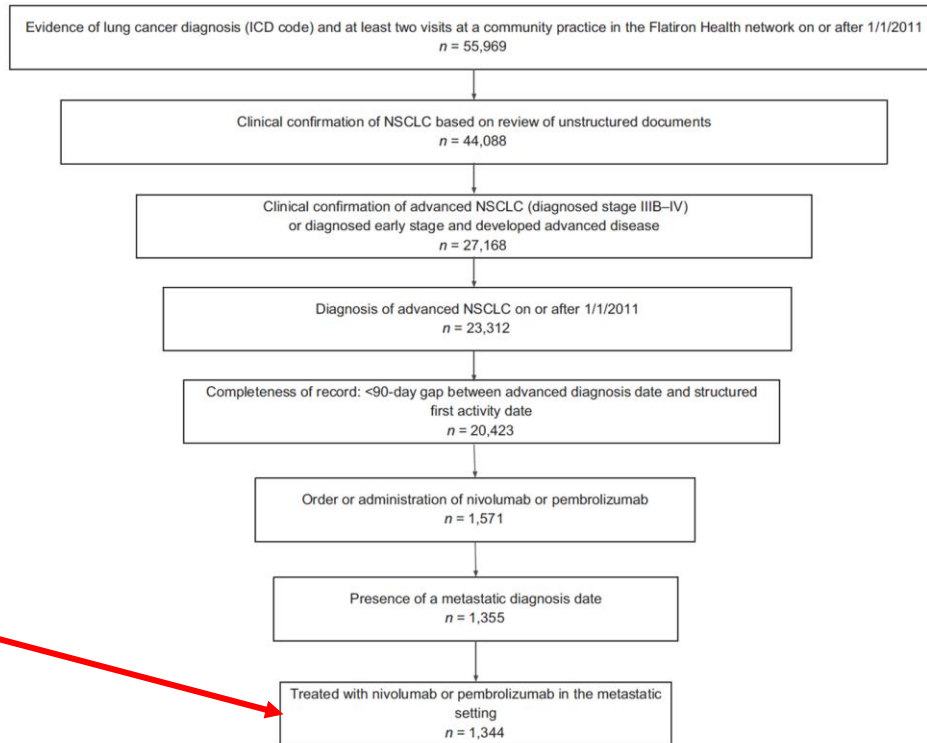 Evidence of lung cancer diagnosis (ICD code) and at least two visits at a community practice in the Flatiron Health network on or after 1/1/2011
n = 55,969
Clinical confirmation of NSCLC based on review of unstructured documents
n = 44,088
Clinical confirmation of advanced NSCLC (diagnosed stage IIIB–IV)
or diagnosed early stage and developed advanced disease
n = 27,168
Diagnosis of advanced NSCLC on or after 1/1/2011
n = 23,312
Completeness of record: <90-day gap between advanced diagnosis date and structured
first activity date
n = 20,423
Order or administration of nivolumab or pembrolizumab
n = 1,571
Presence of a metastatic diagnosis date
n = 1,355
Treated with nivolumab or pembrolizumab in the metastatic
setting
n = 1,344